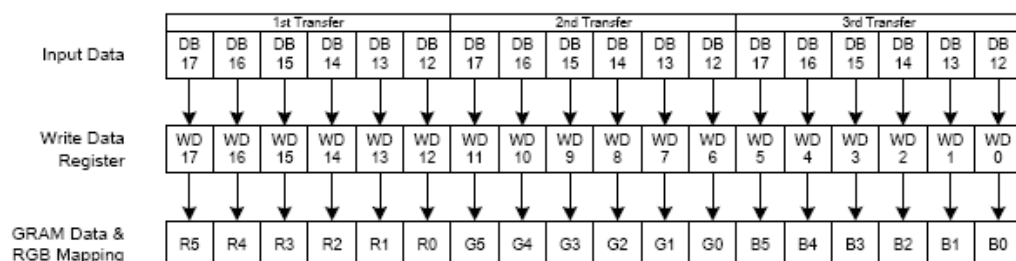 1st Transfer 2nd Transfer 3rd Transfer
Input Data DB 17 DB 16 DB 15 DB 14 DB 13 DB 12 DB 17 DB 16 DB 15 DB 14 DB 13 DB 12 DB 17 DB 16 DB 15 DB 14 DB 13 DB 12
Write Data Register WD 17 WD 16 WD 15 WD 14 WD 13 WD 12 WD 11 WD 10 WD 9 WD 8 WD 7 WD 6 WD 5 WD 4 WD 3 WD 2 WD 1 WD 0
GRAM Data & RGB Mapping R5 R4 R3 R2 R1 R0 G5 G4 G3 G2 G1 G0 B5 B4 B3 B2 B1 B0